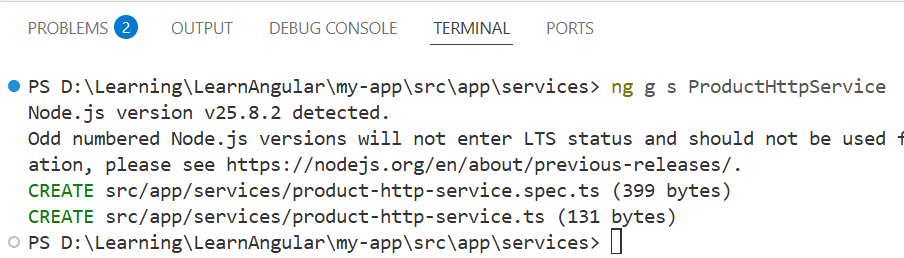 PROBLEMS 2 OUTPUT DEBUG CONSOLE TERMINAL PORTS
PS D:\Learning\LearnAngular\my-app\src\app\services> ng g s ProductHttpService
Node.js version v25.8.2 detected.
Odd numbered Node.js versions will not enter LTS status and should not be used
ation, please see https://nodejs.org/en/about/previous-releases/.
CREATE src/app/services/product-http-service.spec.ts (399 bytes)
CREATE src/app/services/product-http-service.ts (131 bytes)
PS D:\Learning\LearnAngular\my-app\src\app\services>